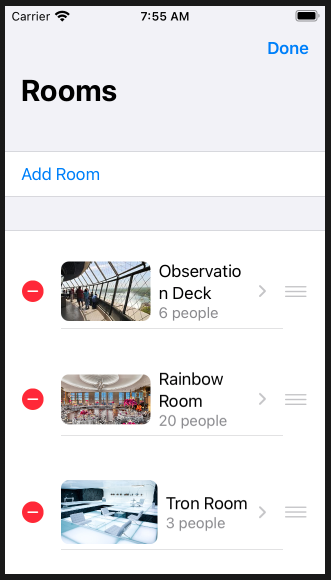 Carrier 7:55 AM
Done
Rooms
Add Room
Observatio
n Deck
6 people
Rainbow
Room
20 people
Tron Room
3 people